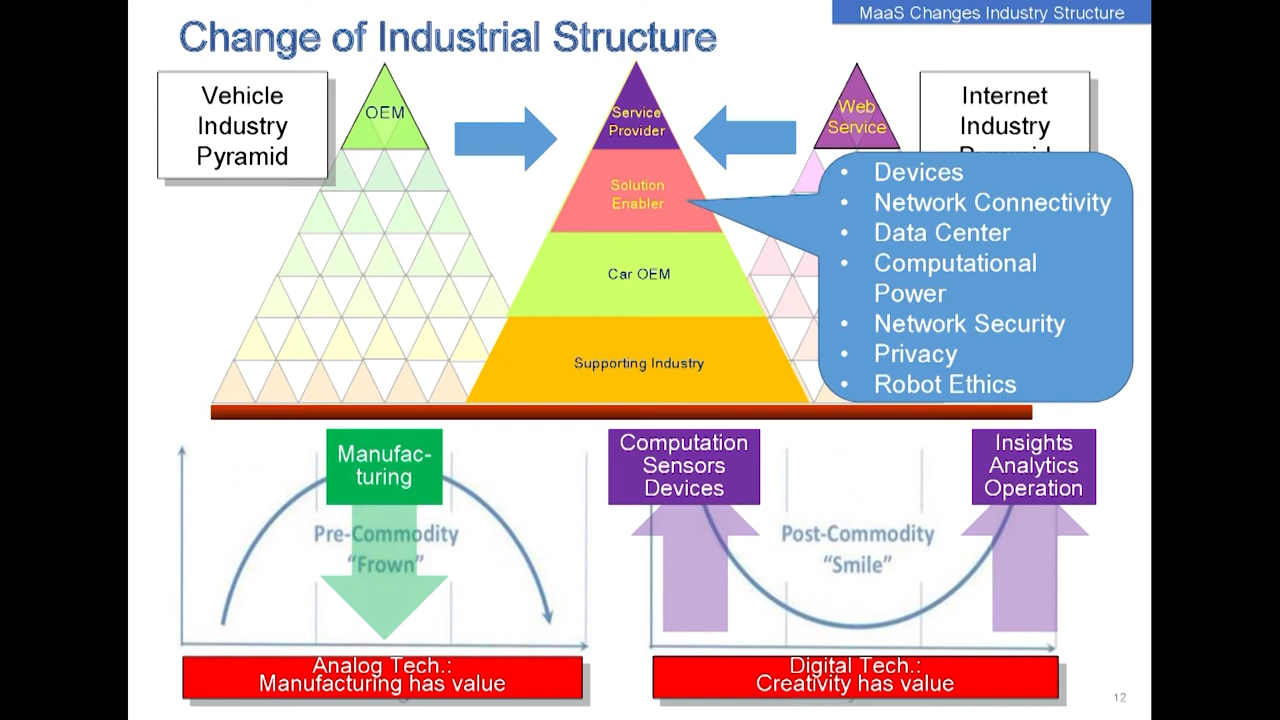 MaaS Changes Industry Structure
Change of Industrial Structure
Vehicle
Industry
Pyramid
OEM
Service
Provider
Solution
Enabler
Car OEM
Supporting Industry
Web
Service
Internet
Industry
• Devices
• Network Connectivity
• Data Center
• Computational
Power
• Network Security
• Privacy
• Robot Ethics
Manufac-
turing
Pre-Commodity
“Frown”
Analog Tech.:
Manufacturing has value
Computation
Sensors
Devices
Insights
Analytics
Operation
Post-Commodity
“Smile”
Digital Tech.:
Creativity has value
12